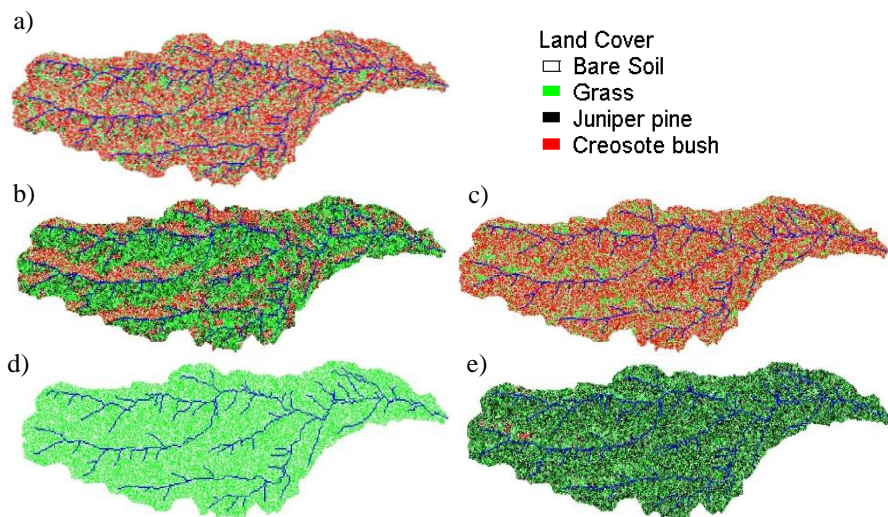 a)
Land Cover
Bare Soil
Grass
Juniper pine
Creosote bush
b)
c)
d)
e)